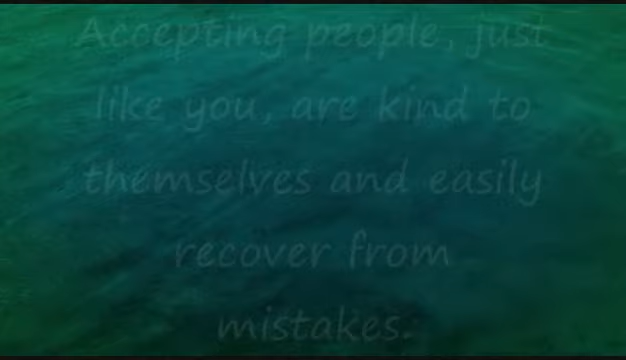 Accepting people, just
like you, are kind to
themselves and easily
recover from
mistakes.